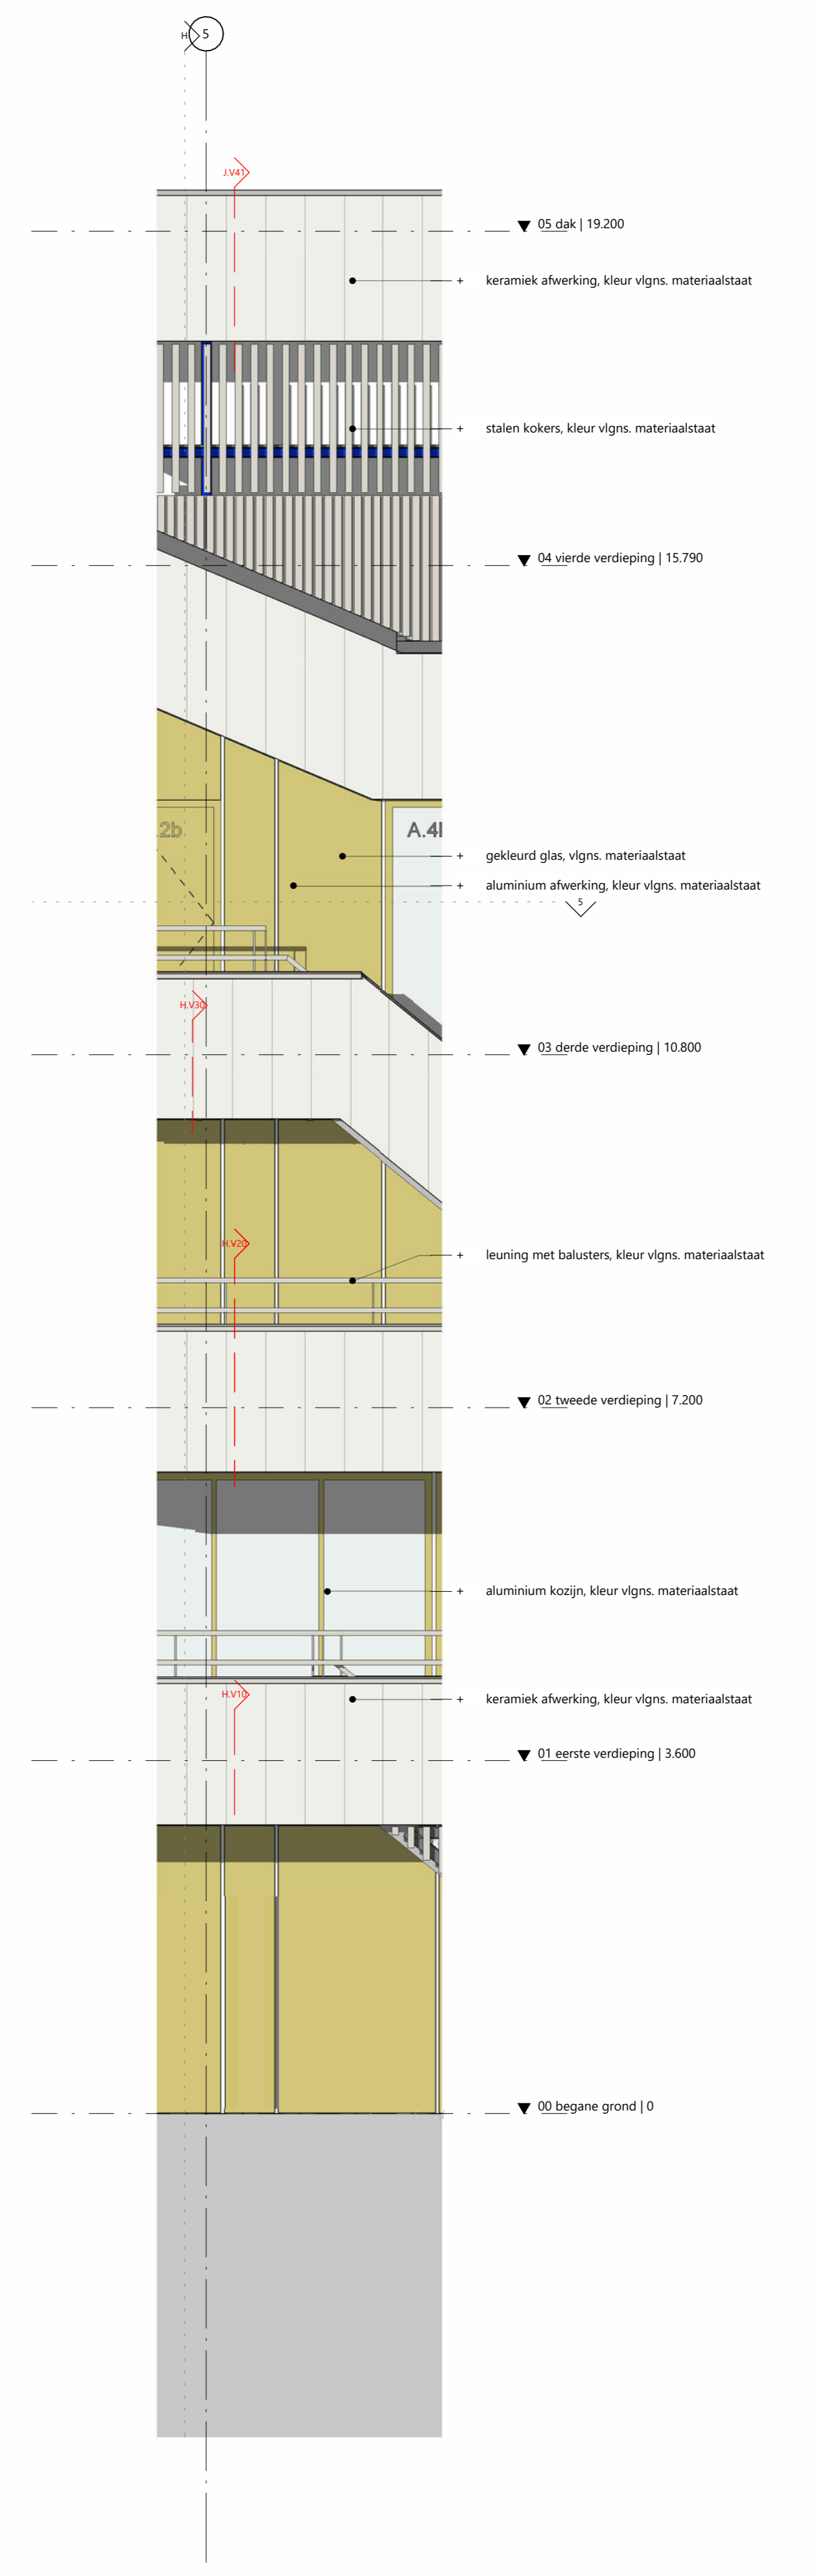 H
5
J.V41
05 dak | 19.200
+ keramiek afwerking, kleur vlgns. materiaalstaat
+ stalen kokers, kleur vlgns. materiaalstaat
04 vierde verdieping | 15.790
.2b
A.4
+ gekleurd glas, vlgns. materiaalstaat
+ aluminium afwerking, kleur vlgns. materiaalstaat
5
H.V30
03 derde verdieping | 10.800
H.V20
+ leuning met balusters, kleur vlgns. materiaalstaat
02 tweede verdieping | 7.200
+ aluminium kozijn, kleur vlgns. materiaalstaat
H.V10
+ keramiek afwerking, kleur vlgns. materiaalstaat
01 eerste verdieping | 3.600
00 begane grond | 0